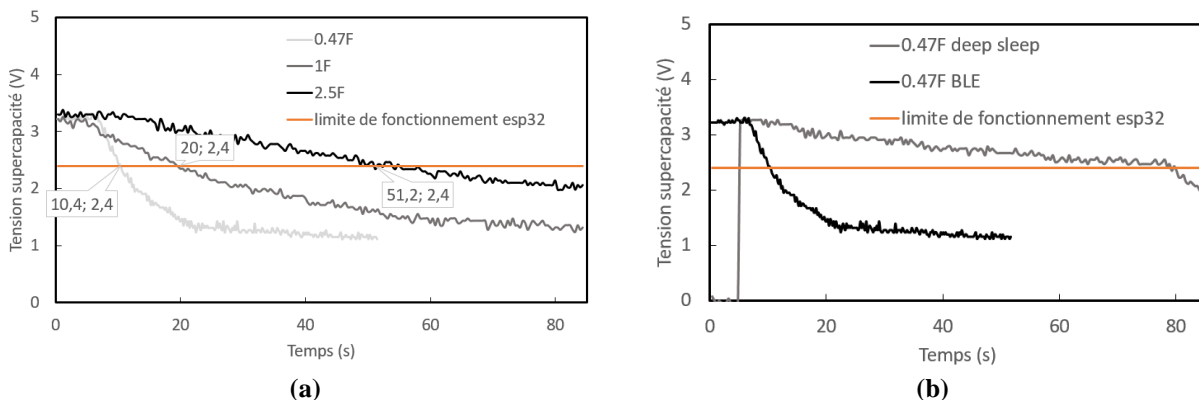 5
4
3
2
1
0
Tension supercapacité (V)
0.47F
1F
2.5F
limite de fonctionnement esp32
20; 2,4
10,4; 2,4
51,2; 2,4
0 20 40 60 80
Temps (s)
(a)
5
4
3
2
1
0
Tension supercapacité (V)
0.47F deep sleep
0.47F BLE
limite de fonctionnement esp32
0 20 40 60 80
Temps (s)
(b)